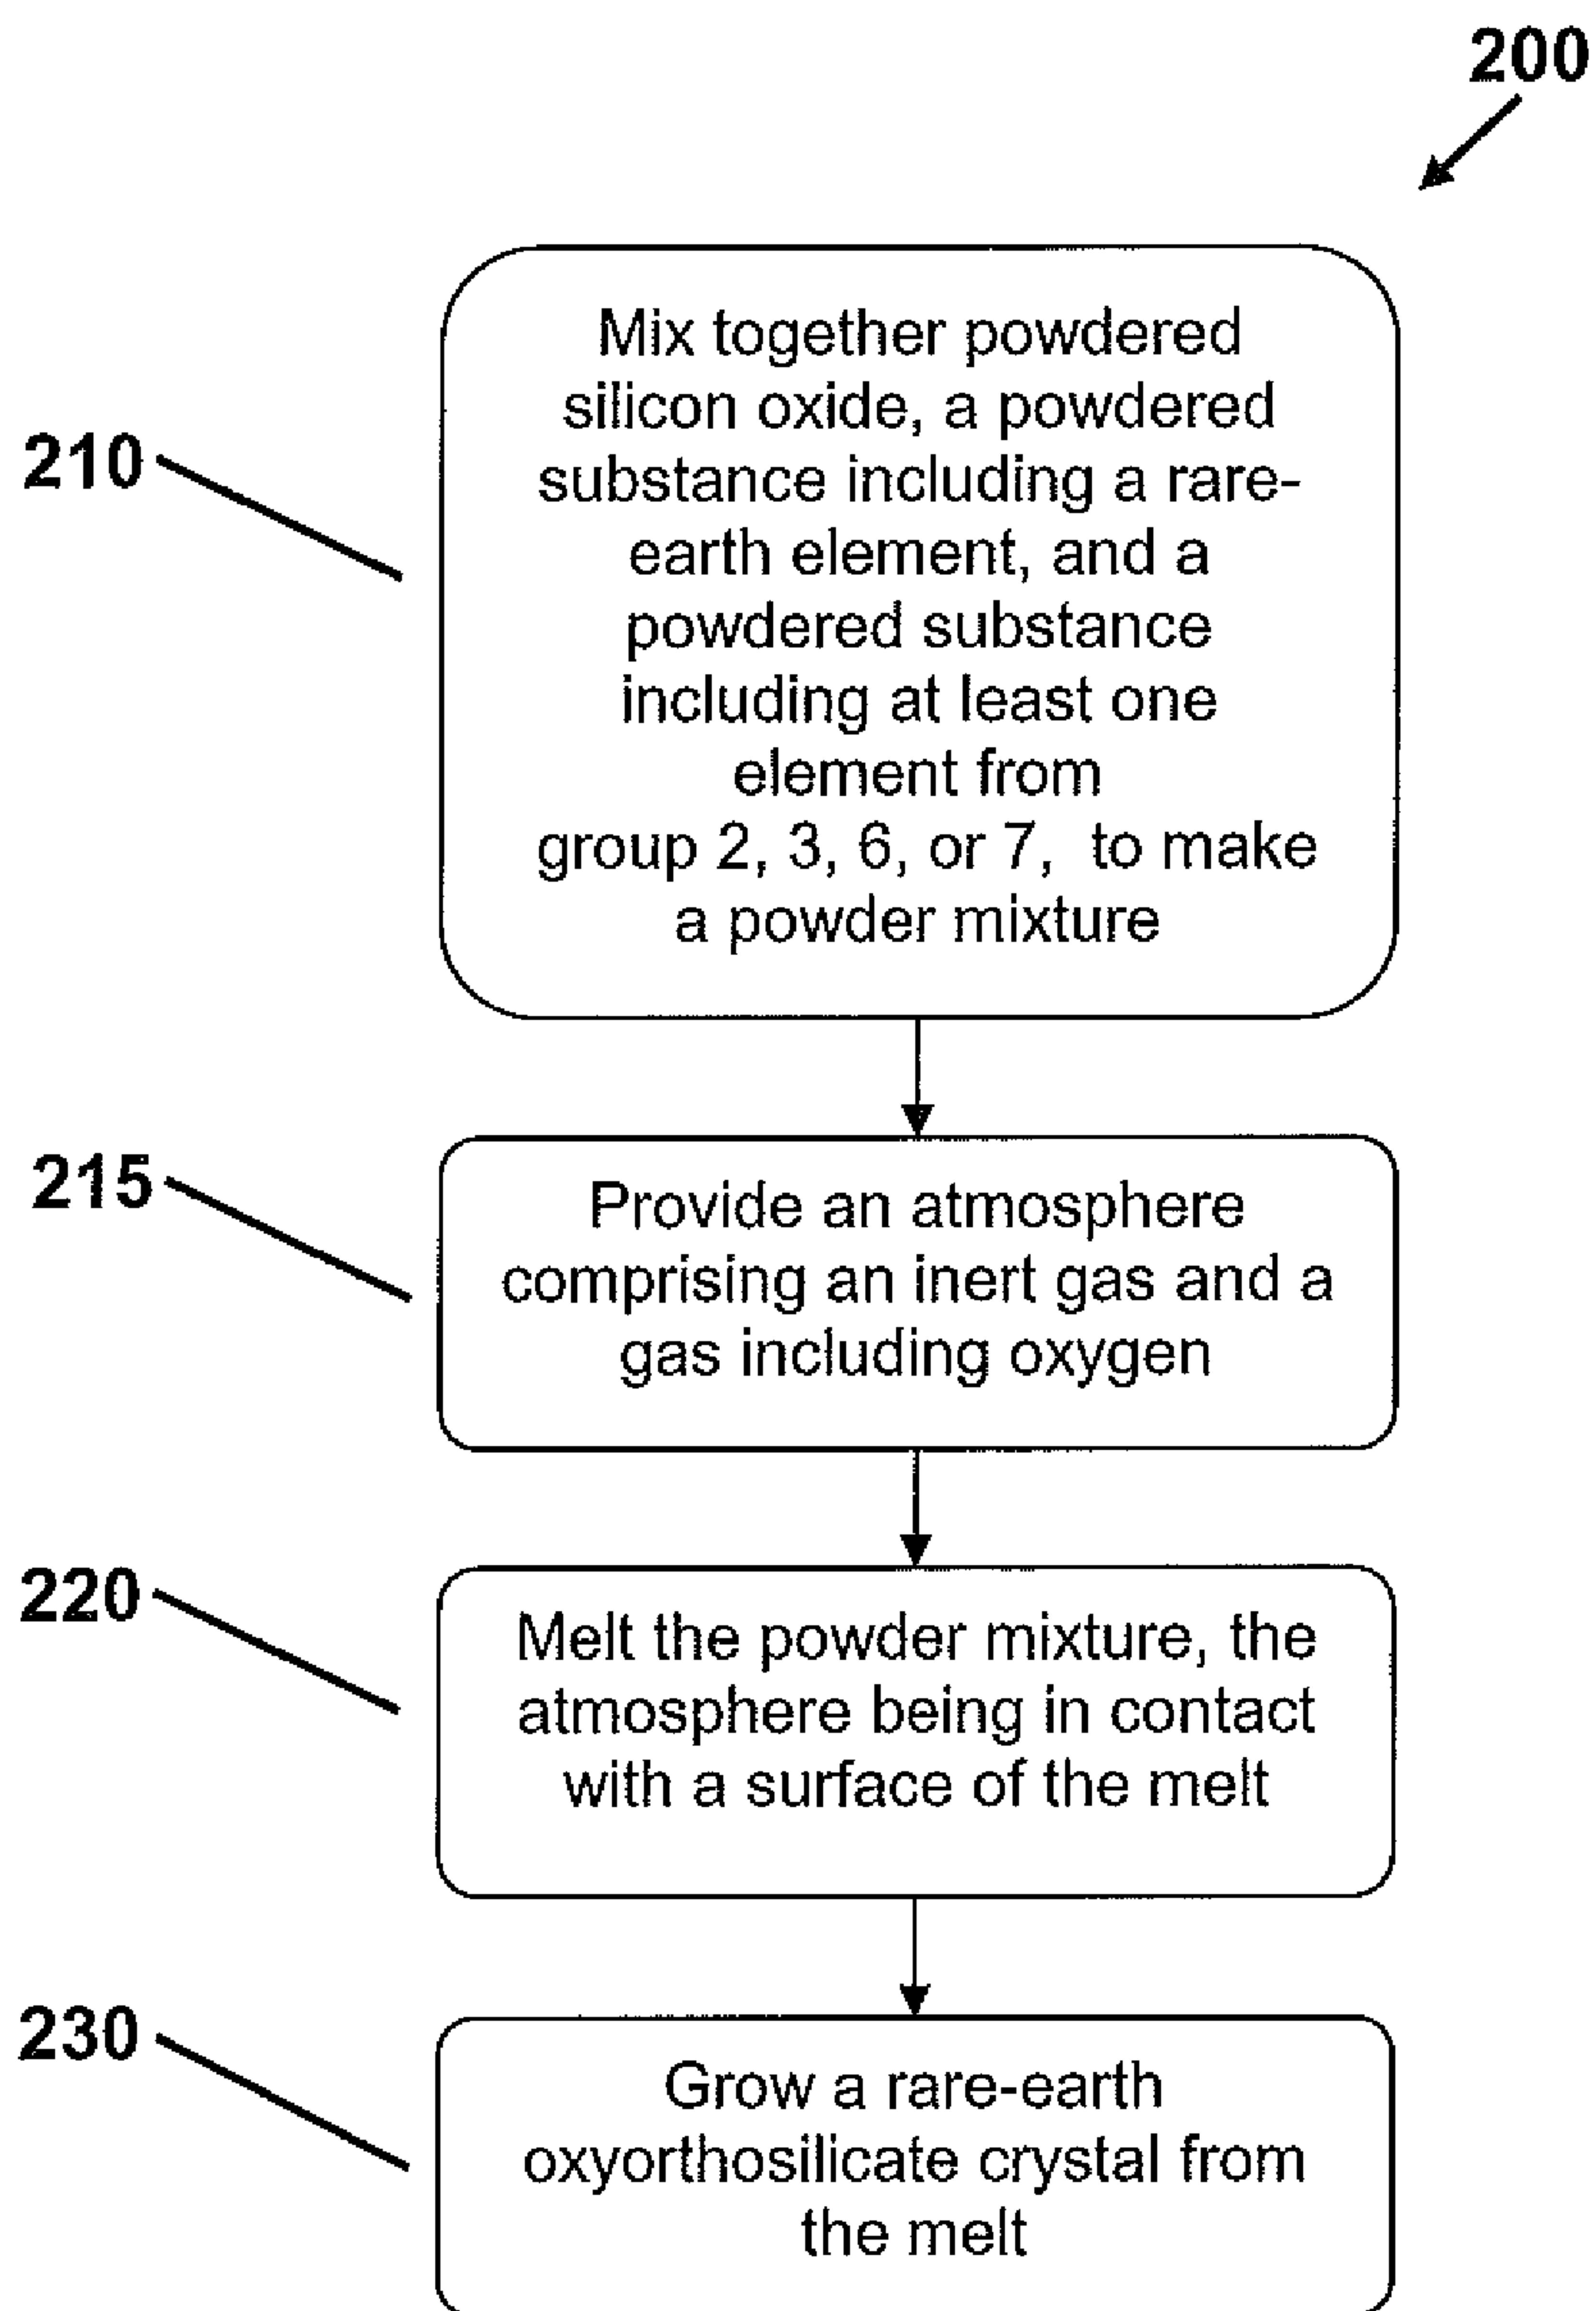 200
210
Mix together powdered
silicon oxide, a powdered
substance including a rare-
earth element, and a
powdered substance
including at least one
element from
group 2, 3, 6, or 7, to make
a powder mixture
215
Provide an atmosphere
comprising an inert gas and a
gas including oxygen
220
Melt the powder mixture, the
atmosphere being in contact
with a surface of the melt
230
Grow a rare-earth
oxyorthosilicate crystal from
the melt